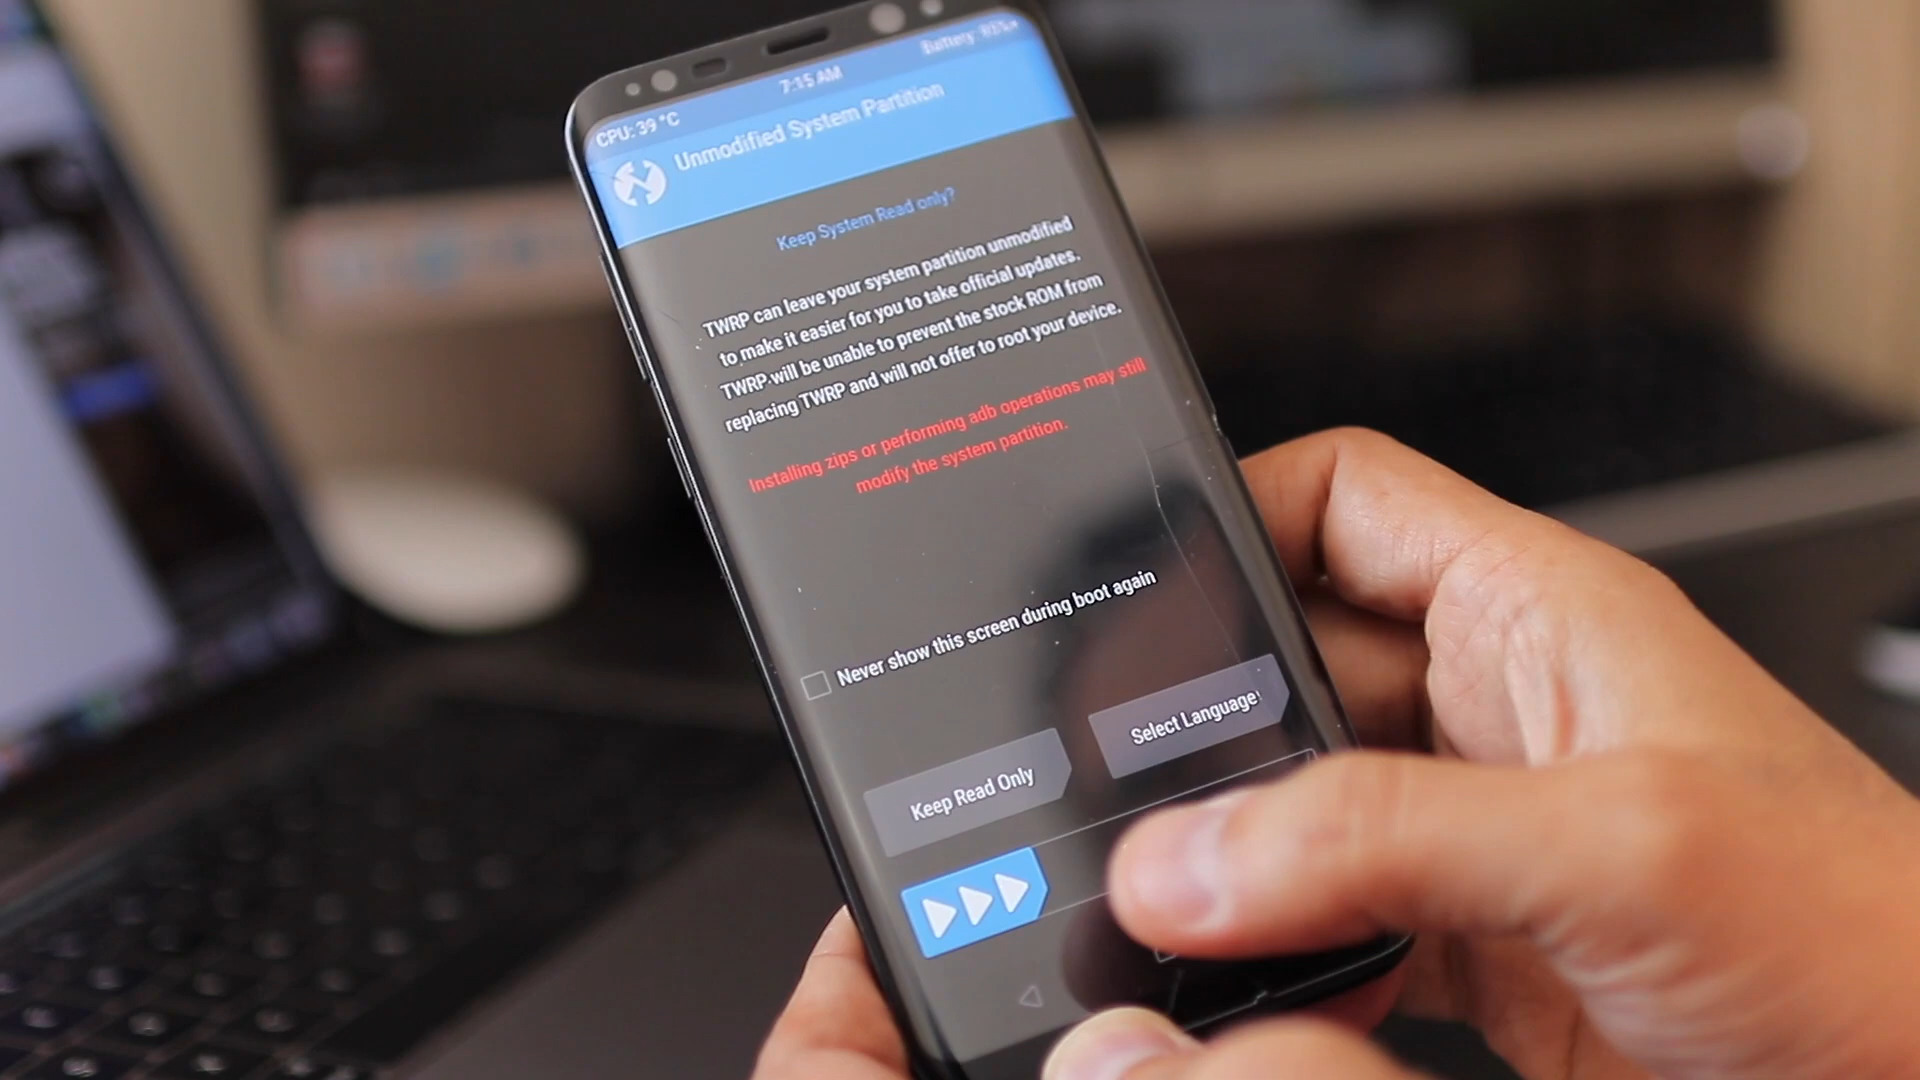 7:15 AM
CPU: 39 °C
Battery:
Unmodified System Partition
Keep System Read only?
TWRP can leave your system partition unmodified
to make it easier for you to take official updates.
TWRP will be unable to prevent the stock ROM from
replacing TWRP and will not offer to root your device.
Installing zips or performing adb operations may still
modify the system partition.
Never show this screen during boot again
Keep Read Only
Select Language